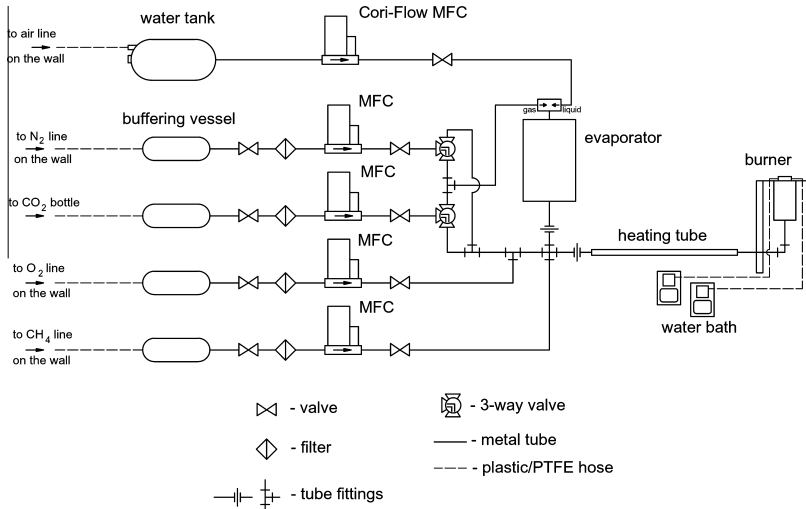 water tank
Cori-Flow MFC
to air line
on the wall
gas
liquid
evaporator
buffering vessel
MFC
to N2 line
on the wall
burner
MFC
to CO2 bottle
heating tube
MFC
to O2 line
on the wall
water bath
MFC
to CH4 line
on the wall
- valve
- 3-way valve
- filter
- metal tube
- plastic/PTFE hose
- tube fittings